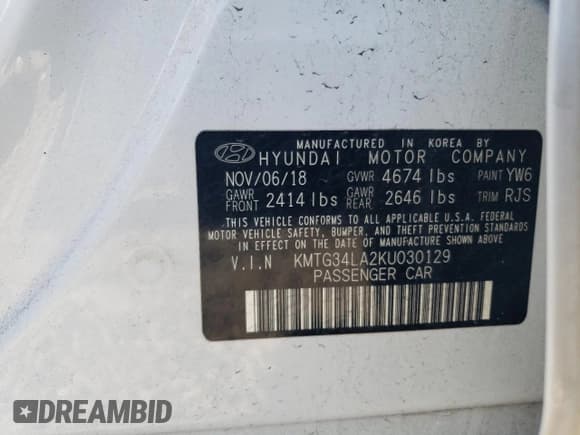 MANUFACTURED IN KOREA BY
HYUNDAI MOTOR COMPANY
NOV/06/18 GVWR 4674 lbs PAINT YW6
GAWR FRONT 2414 lbs GAWR REAR 2646 lbs TRIM RJS
THIS VEHICLE CONFORMS TO ALL APPLICABLE U.S.A. FEDERAL
MOTOR VEHICLE SAFETY, BUMPER, AND THEFT PREVENTION STANDARDS
IN EFFECT ON THE DATE OF MANUFACTURE SHOWN ABOVE.
V.I.N KMTG34LA2KU030129
PASSENGER CAR
DREAMBID